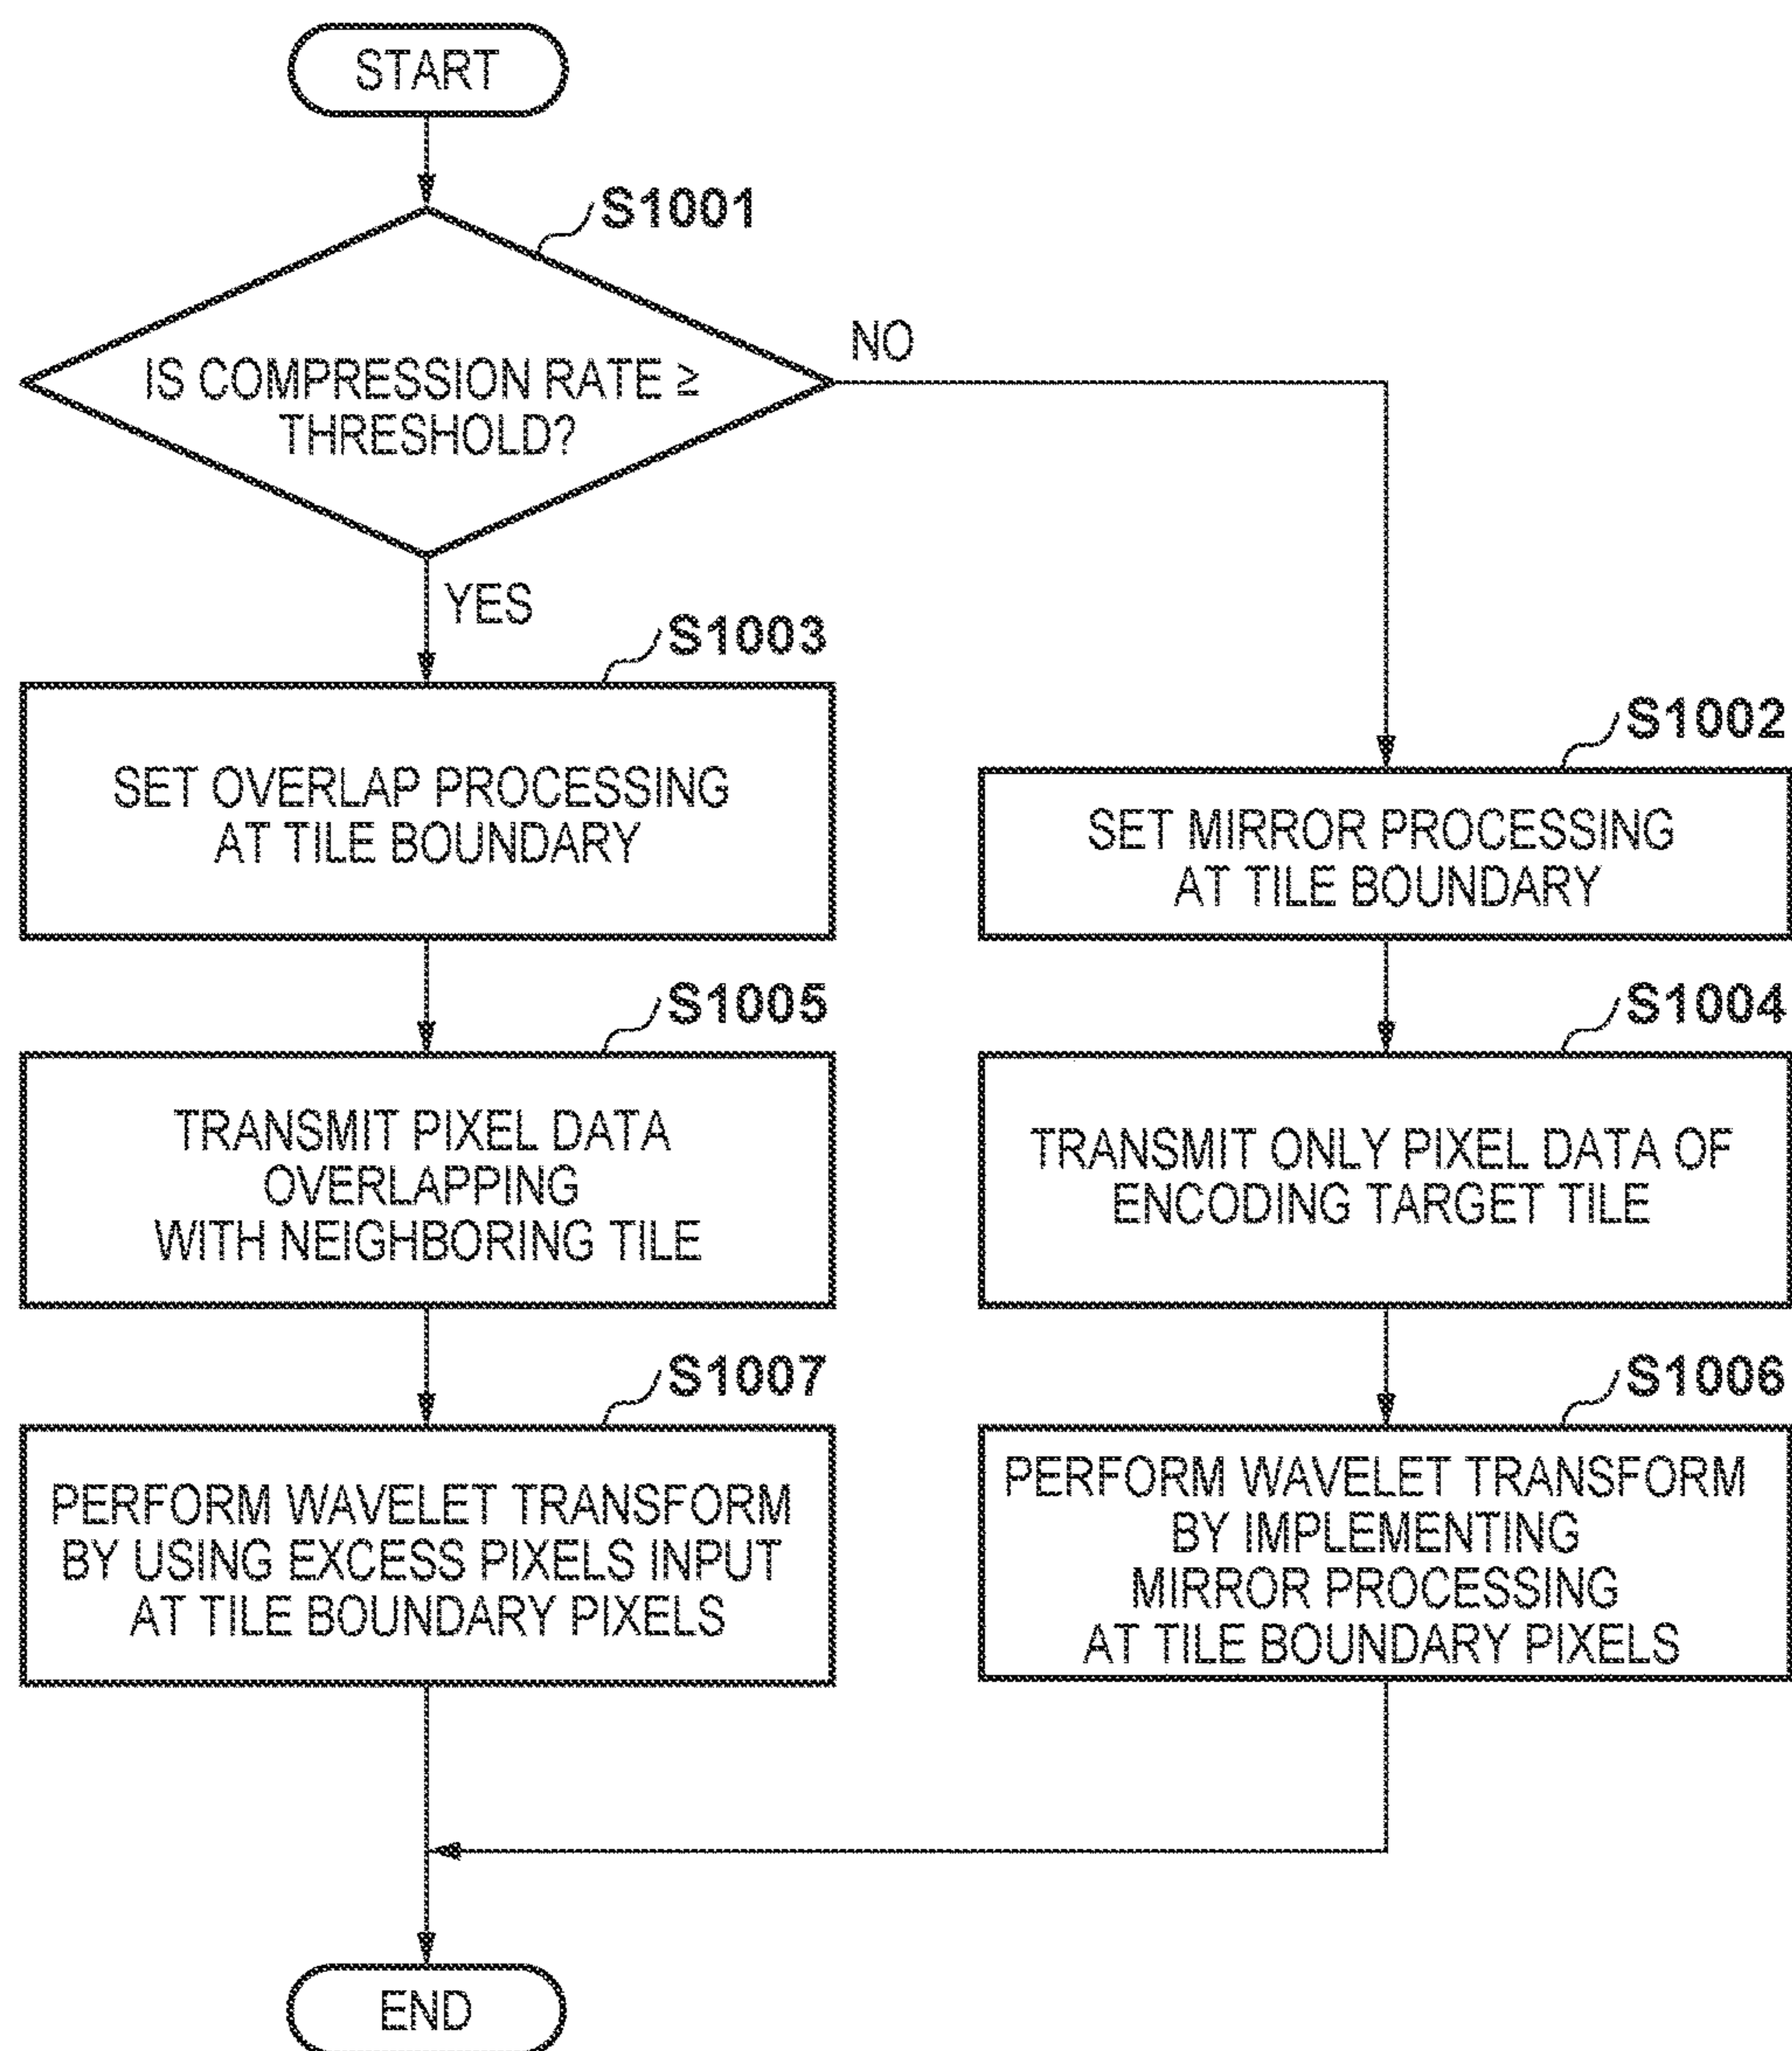 START
S1001
IS COMPRESSION RATE ≥
THRESHOLD?
NO
YES
S1003
SET OVERLAP PROCESSING
AT TILE BOUNDARY
S1002
SET MIRROR PROCESSING
AT TILE BOUNDARY
S1005
TRANSMIT PIXEL DATA
OVERLAPPING
WITH NEIGHBORING TILE
S1004
TRANSMIT ONLY PIXEL DATA OF
ENCODING TARGET TILE
S1007
PERFORM WAVELET TRANSFORM
BY USING EXCESS PIXELS INPUT
AT TILE BOUNDARY PIXELS
S1006
PERFORM WAVELET TRANSFORM
BY IMPLEMENTING
MIRROR PROCESSING
AT TILE BOUNDARY PIXELS
END